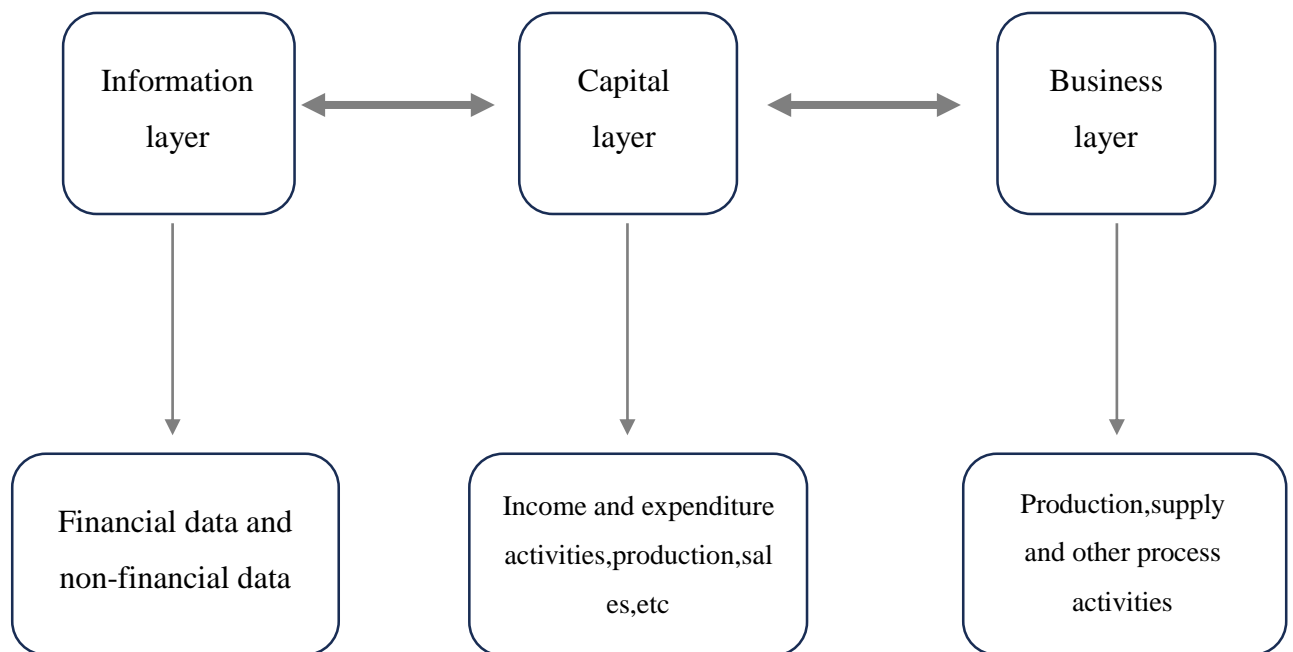 Information
layer
Capital
layer
Business
layer
Financial data and
non-financial data
Income and expenditure
activities,production,sal
es,etc
Production,supply
and other process
activities